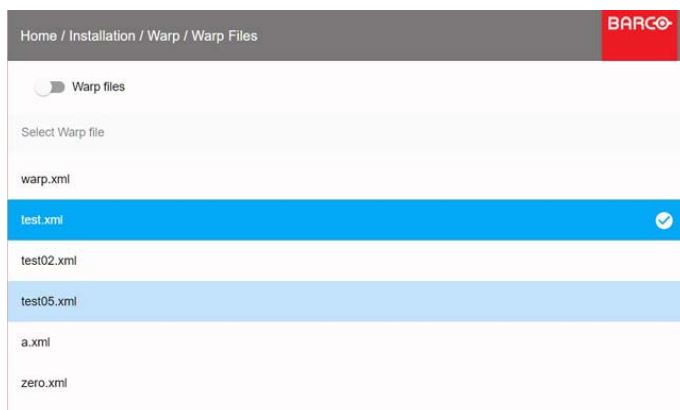 Home / Installation / Warp / Warp Files
BARCO
Warp files
Select Warp file
warp.xml
test.xml
test02.xml
test05.xml
a.xml
zero.xml